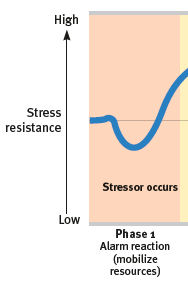 High
Stress
resistance
Stressor occurs
Low
Phase 1
Alarm reaction
(mobilize
resources)